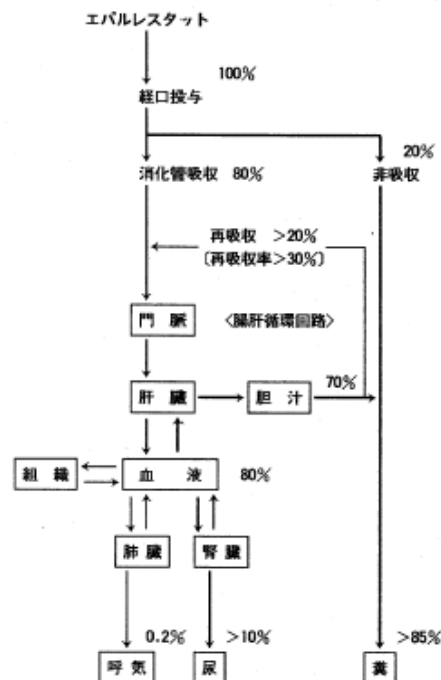 エパルレスタット
100%
経口投与
20%
消化管吸収 80%
非吸収
再吸収 >20%
〔再吸収率>30%〕
門脈
〈腸肝循環回路〉
70%
肝臓
胆汁
組織
血液
80%
肺臓
腎臓
0.2%
>10%
>85%
呼気
尿
糞